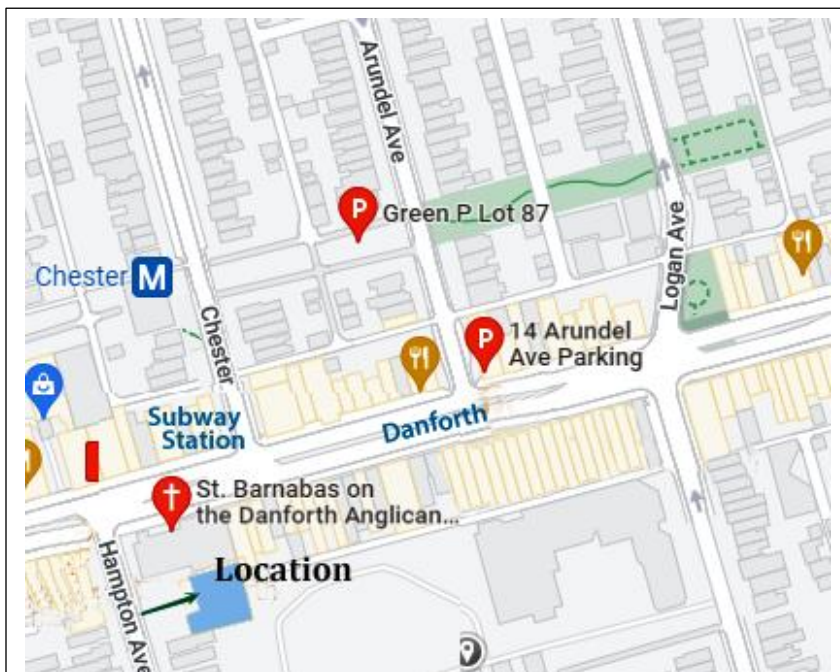 Arundel Ave
P
Green P Lot 87
Logan Ave
Chester M
Chester
P
14 Arundel
Ave Parking
Subway
Station
Danforth
St. Barnabas on
the Danforth Anglican...
Location
Hampton Ave